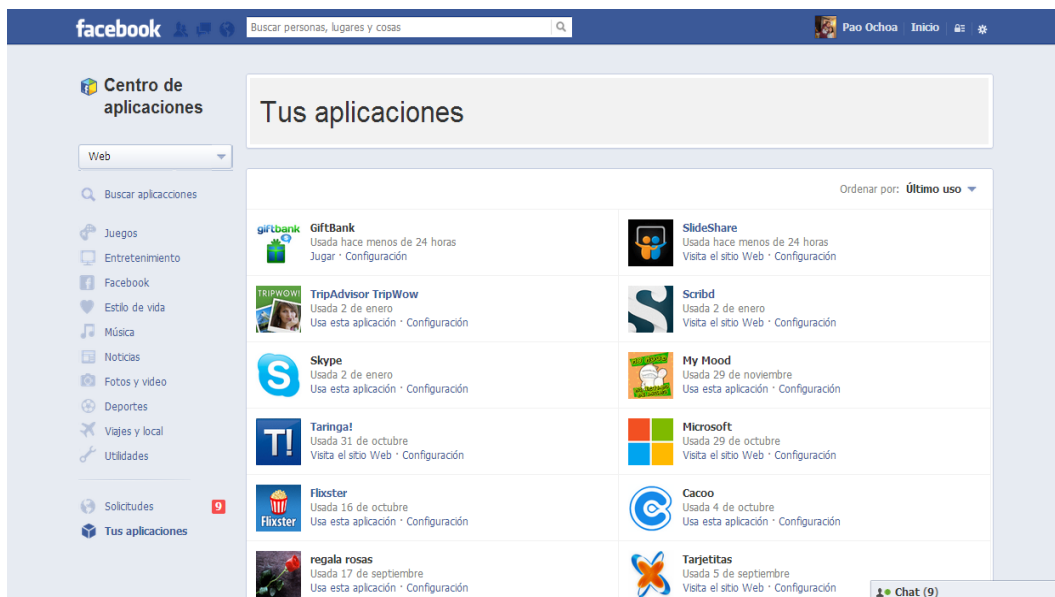 facebook
Buscar personas, lugares y cosas
Pao Ochoa
Inicio
Centro de
aplicaciones
Web
Buscar aplicacciones
Juegos
Entretenimiento
Facebook
Estilo de vida
Música
Noticias
Fotos y video
Deportes
Viajes y local
Utilidades
Solicitudes 9
Tus aplicaciones
Tus aplicaciones
Ordenar por: Último uso
giftbank
GiftBank
Usada hace menos de 24 horas
Jugar · Configuración
SlideShare
Usada hace menos de 24 horas
Visita el sitio Web · Configuración
TRIPWOW!
TripAdvisor TripWow
Usada 2 de enero
Usa esta aplicación · Configuración
Scribd
Usada 2 de enero
Visita el sitio Web · Configuración
Skype
Usada 2 de enero
Usa esta aplicación · Configuración
My Mood
Usada 29 de noviembre
Usa esta aplicación · Configuración
T!
Taringa!
Usada 31 de octubre
Visita el sitio Web · Configuración
Microsoft
Usada 29 de octubre
Visita el sitio Web · Configuración
Flixster
Flixster
Usada 16 de octubre
Usa esta aplicación · Configuración
Cacoo
Usada 4 de octubre
Usa esta aplicación · Configuración
regala rosas
Usada 17 de septiembre
Usa esta aplicación · Configuración
Tarjetitas
Usada 5 de septiembre
Visita el sitio Web · Configuración
Chat (9)